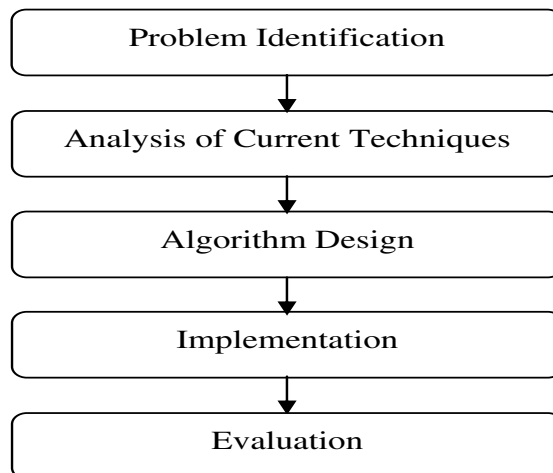 Problem Identification
Analysis of Current Techniques
Algorithm Design
Implementation
Evaluation